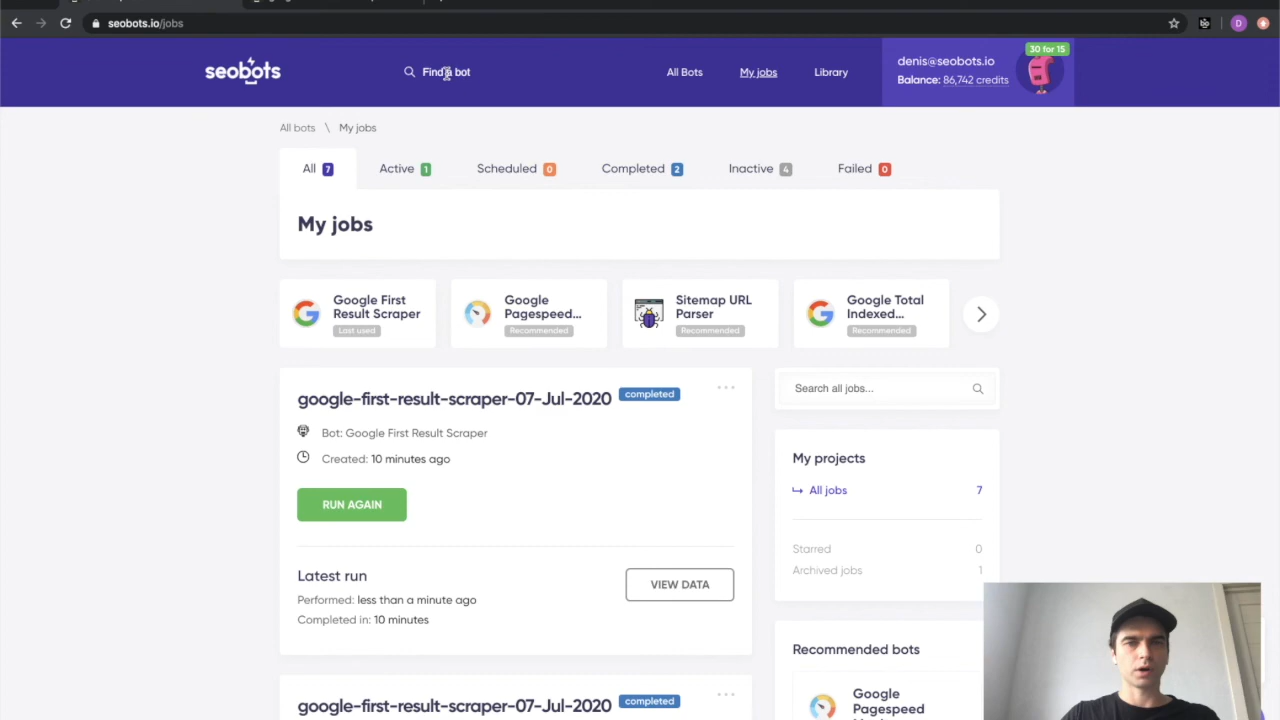 seobots.io/jobs
D
seobots
Find a bot
All Bots
My jobs
Library
denis@seobots.io
Balance: 86,742 credits
30 for 15
All bots \ My jobs
All 7
Active 1
Scheduled 0
Completed 2
Inactive 4
Failed 0
My jobs
Google First
Result Scraper
Last used
Google
Pagespeed...
Recommended
Sitemap URL
Parser
Recommended
Google Total
Indexed...
Recommended
google-first-result-scraper-07-Jul-2020 completed
Bot: Google First Result Scraper
Created: 10 minutes ago
RUN AGAIN
Latest run
Performed: less than a minute ago
Completed in: 10 minutes
VIEW DATA
google-first-result-scraper-07-Jul-2020 completed
Search all jobs...
My projects
All jobs 7
Starred 0
Archived jobs 1
Recommended bots
Google
Pagespeed